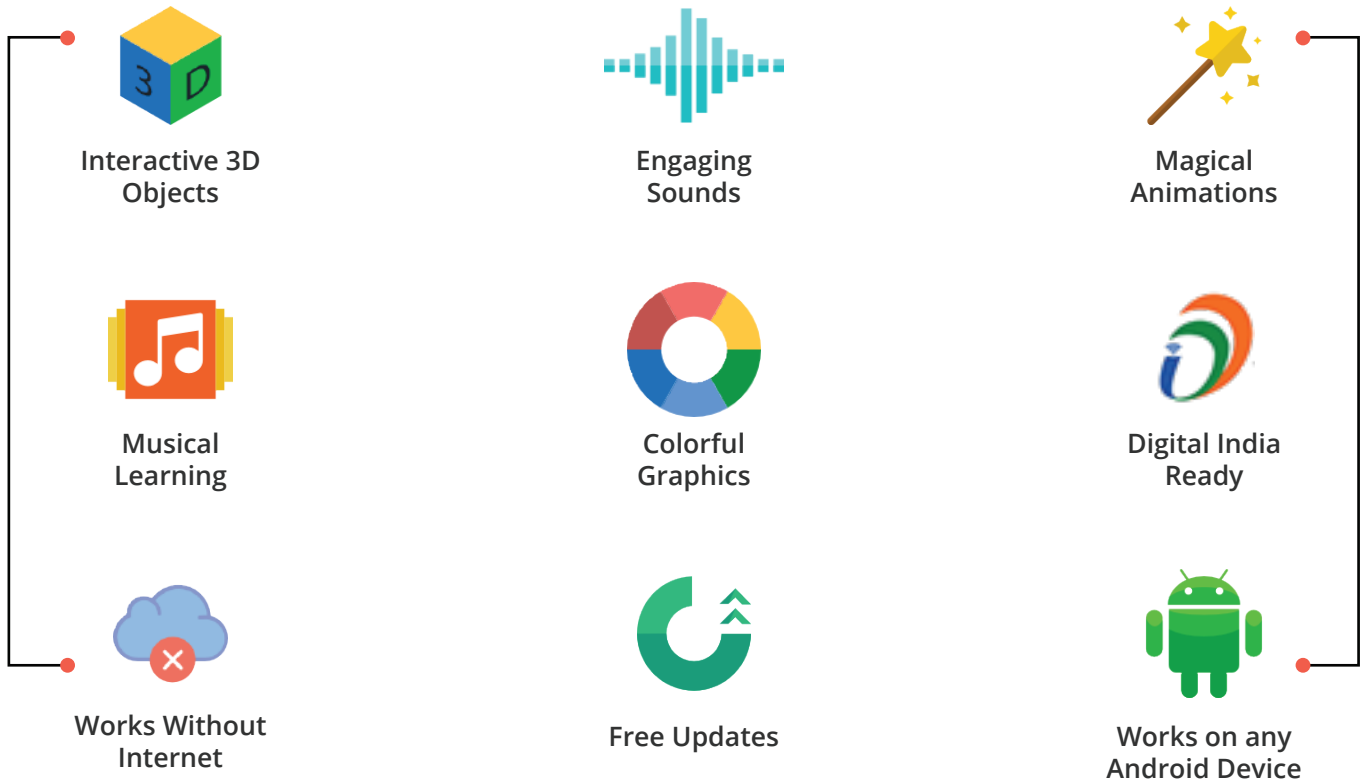 3 D
Interactive 3D
Objects
Engaging
Sounds
Magical
Animations
Musical
Learning
Colorful
Graphics
Digital India
Ready
Works Without
Internet
Free Updates
Works on any
Android Device